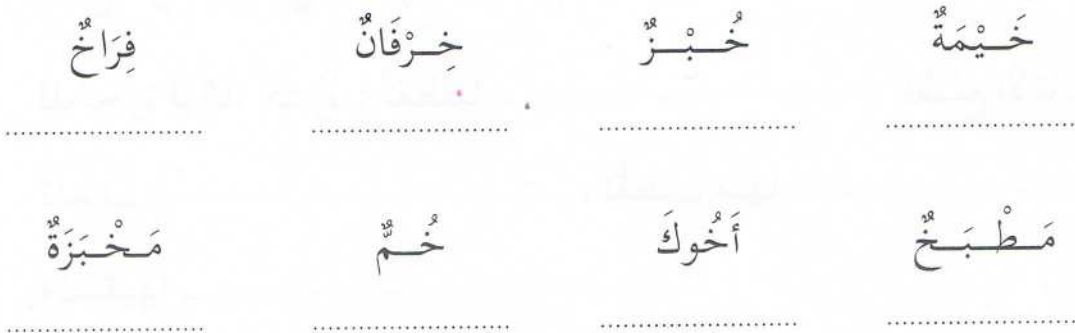 خَيْمَةٌ خُبْزٌ خِرْفَانٌ فِرَاخٌ
مَطْبَخٌ أَخُوكَ خُمٌّ مَخْبَزَةٌ